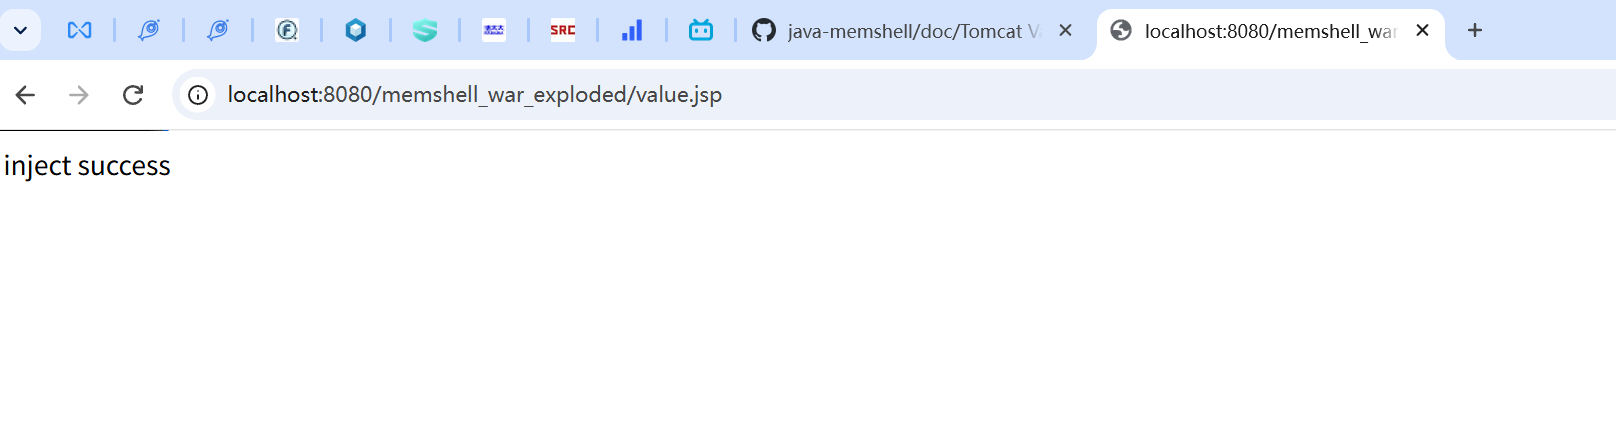 SRC
java-memshell/doc/Tomcat V
localhost:8080/memshell_war
localhost:8080/memshell_war_exploded/value.jsp
inject success